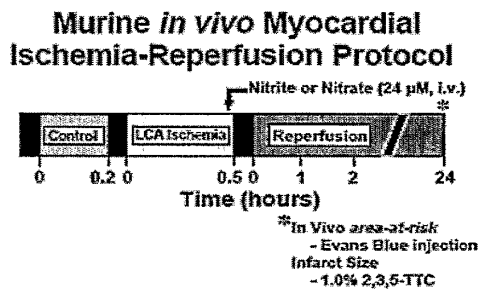 Murine in vivo Myocardial
Ischemia-Reperfusion Protocol
Nitrite or Nitrate (24 µM, i.v.)
*
Control
LCA Ischemia
Reperfusion
0 0.2 0 0.5 0 1 2 24
Time (hours)
*In Vivo area-at-risk
- Evans Blue injection
Infarct Size
- 1.0% 2,3,5-TTC